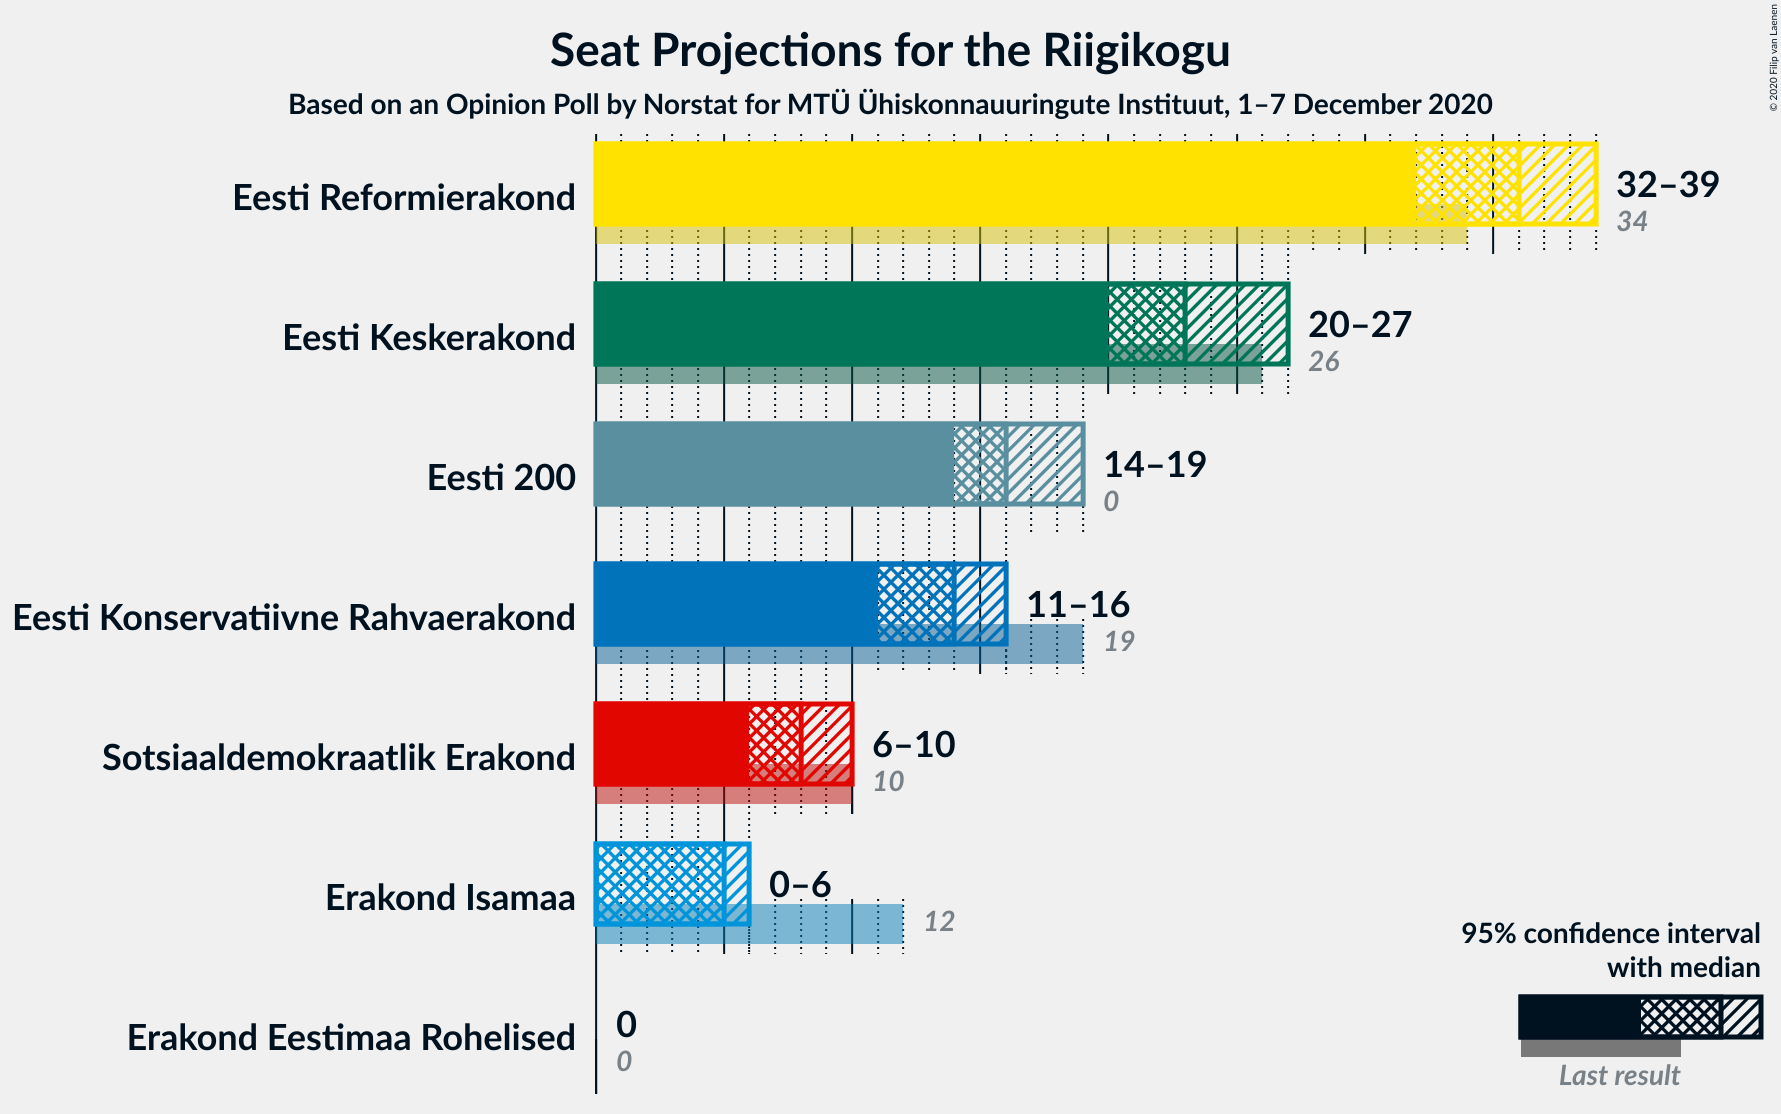 Seat Projections for the Riigikogu
Based on an Opinion Poll by Norstat for MTÜ Ühiskonnauuringute Instituut, 1–7 December 2020
© 2020 Filip van Laenen
Eesti Reformierakond
32–39
34
Eesti Keskerakond
20–27
26
Eesti 200
14–19
0
Eesti Konservatiivne Rahvaerakond
11–16
19
Sotsiaaldemokraatlik Erakond
6–10
10
Erakond Isamaa
0–6
12
Erakond Eestimaa Rohelised
0
0
95% confidence interval
with median
Last result